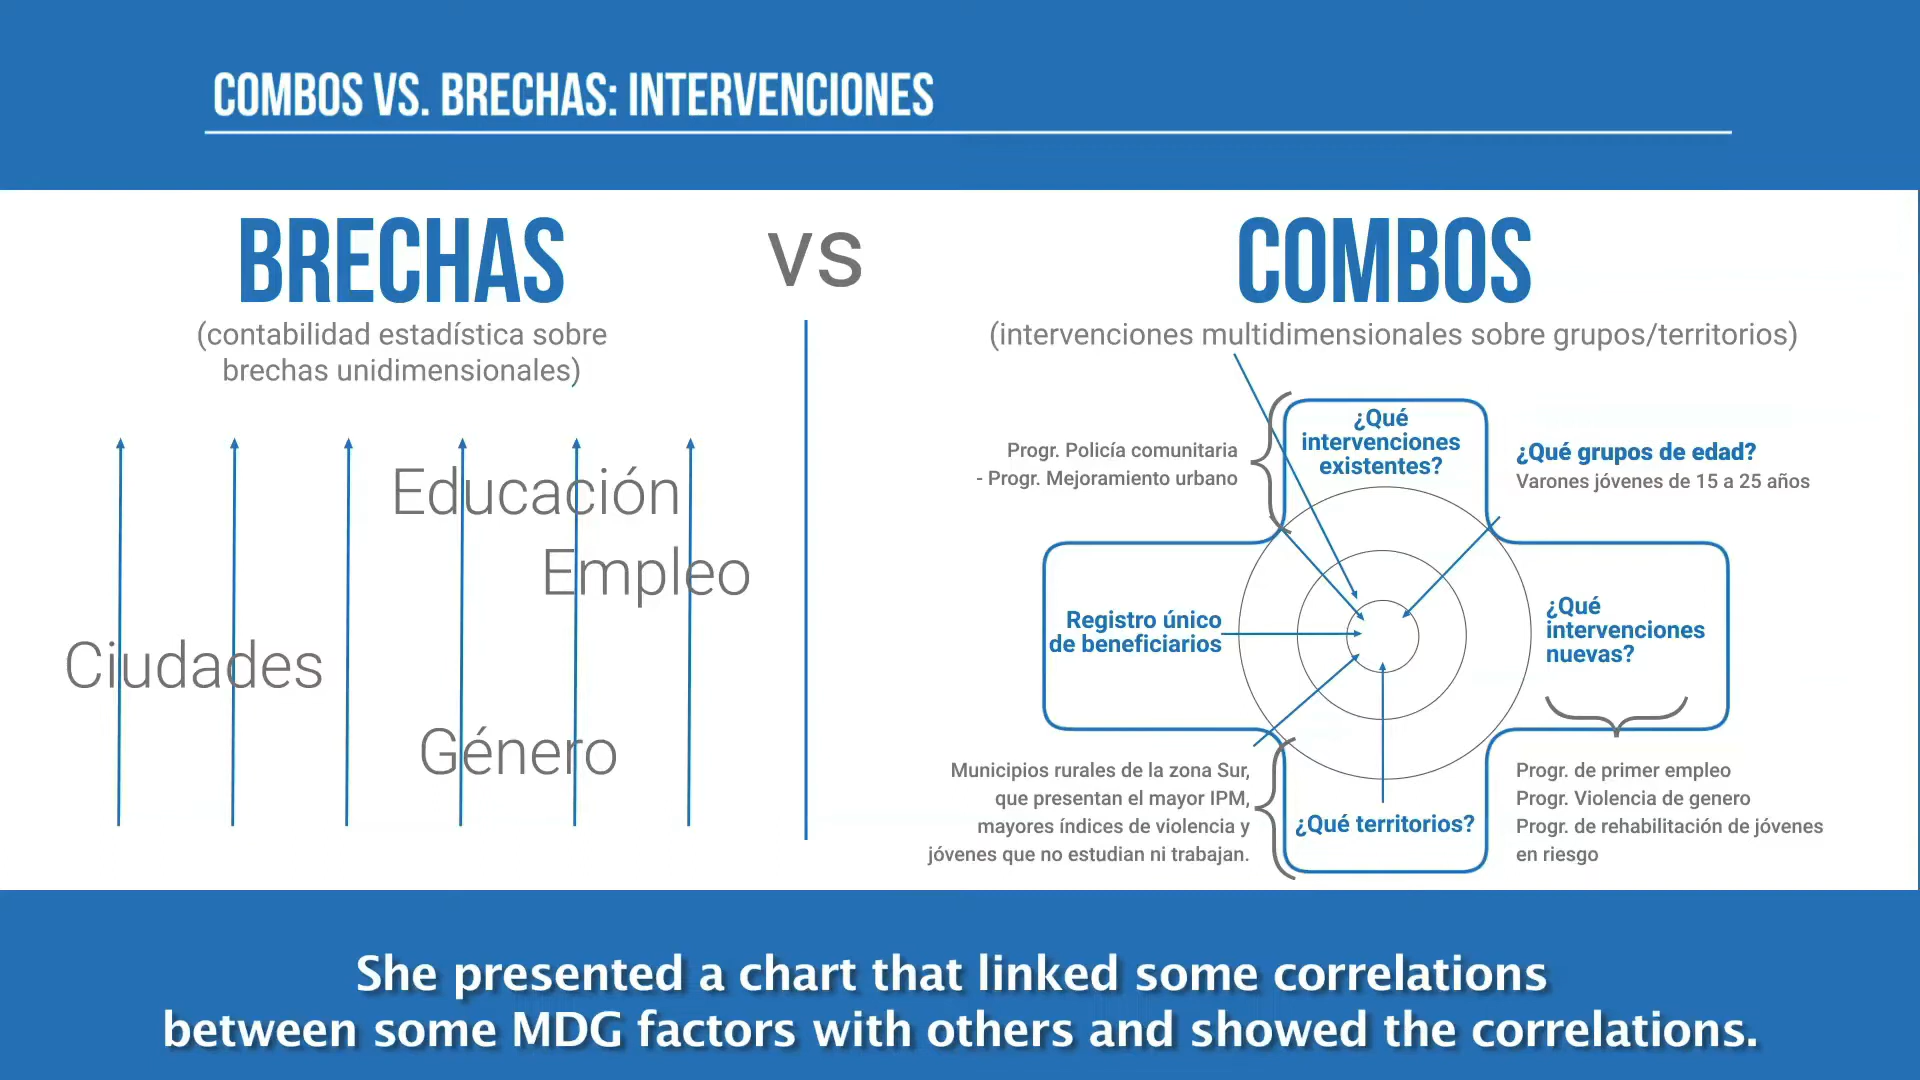 COMBOS VS. BRECHAS: INTERVENCIONES
BRECHAS
(contabilidad estadística sobre
brechas unidimensionales)
Educación
Empleo
Ciudades
Género
vs
COMBOS
(intervenciones multidimensionales sobre grupos/territorios)
¿Qué
intervenciones
existentes?
Progr. Policía comunitaria
- Progr. Mejoramiento urbano
¿Qué grupos de edad?
Varones jóvenes de 15 a 25 años
Registro único
de beneficiarios
¿Qué
intervenciones
nuevas?
Municipios rurales de la zona Sur,
que presentan el mayor IPM,
mayores índices de violencia y
jóvenes que no estudian ni trabajan.
¿Qué territorios?
Progr. de primer empleo
Progr. Violencia de genero
Progr. de rehabilitación de jóvenes
en riesgo
She presented a chart that linked some correlations
between some MDG factors with others and showed the correlations.